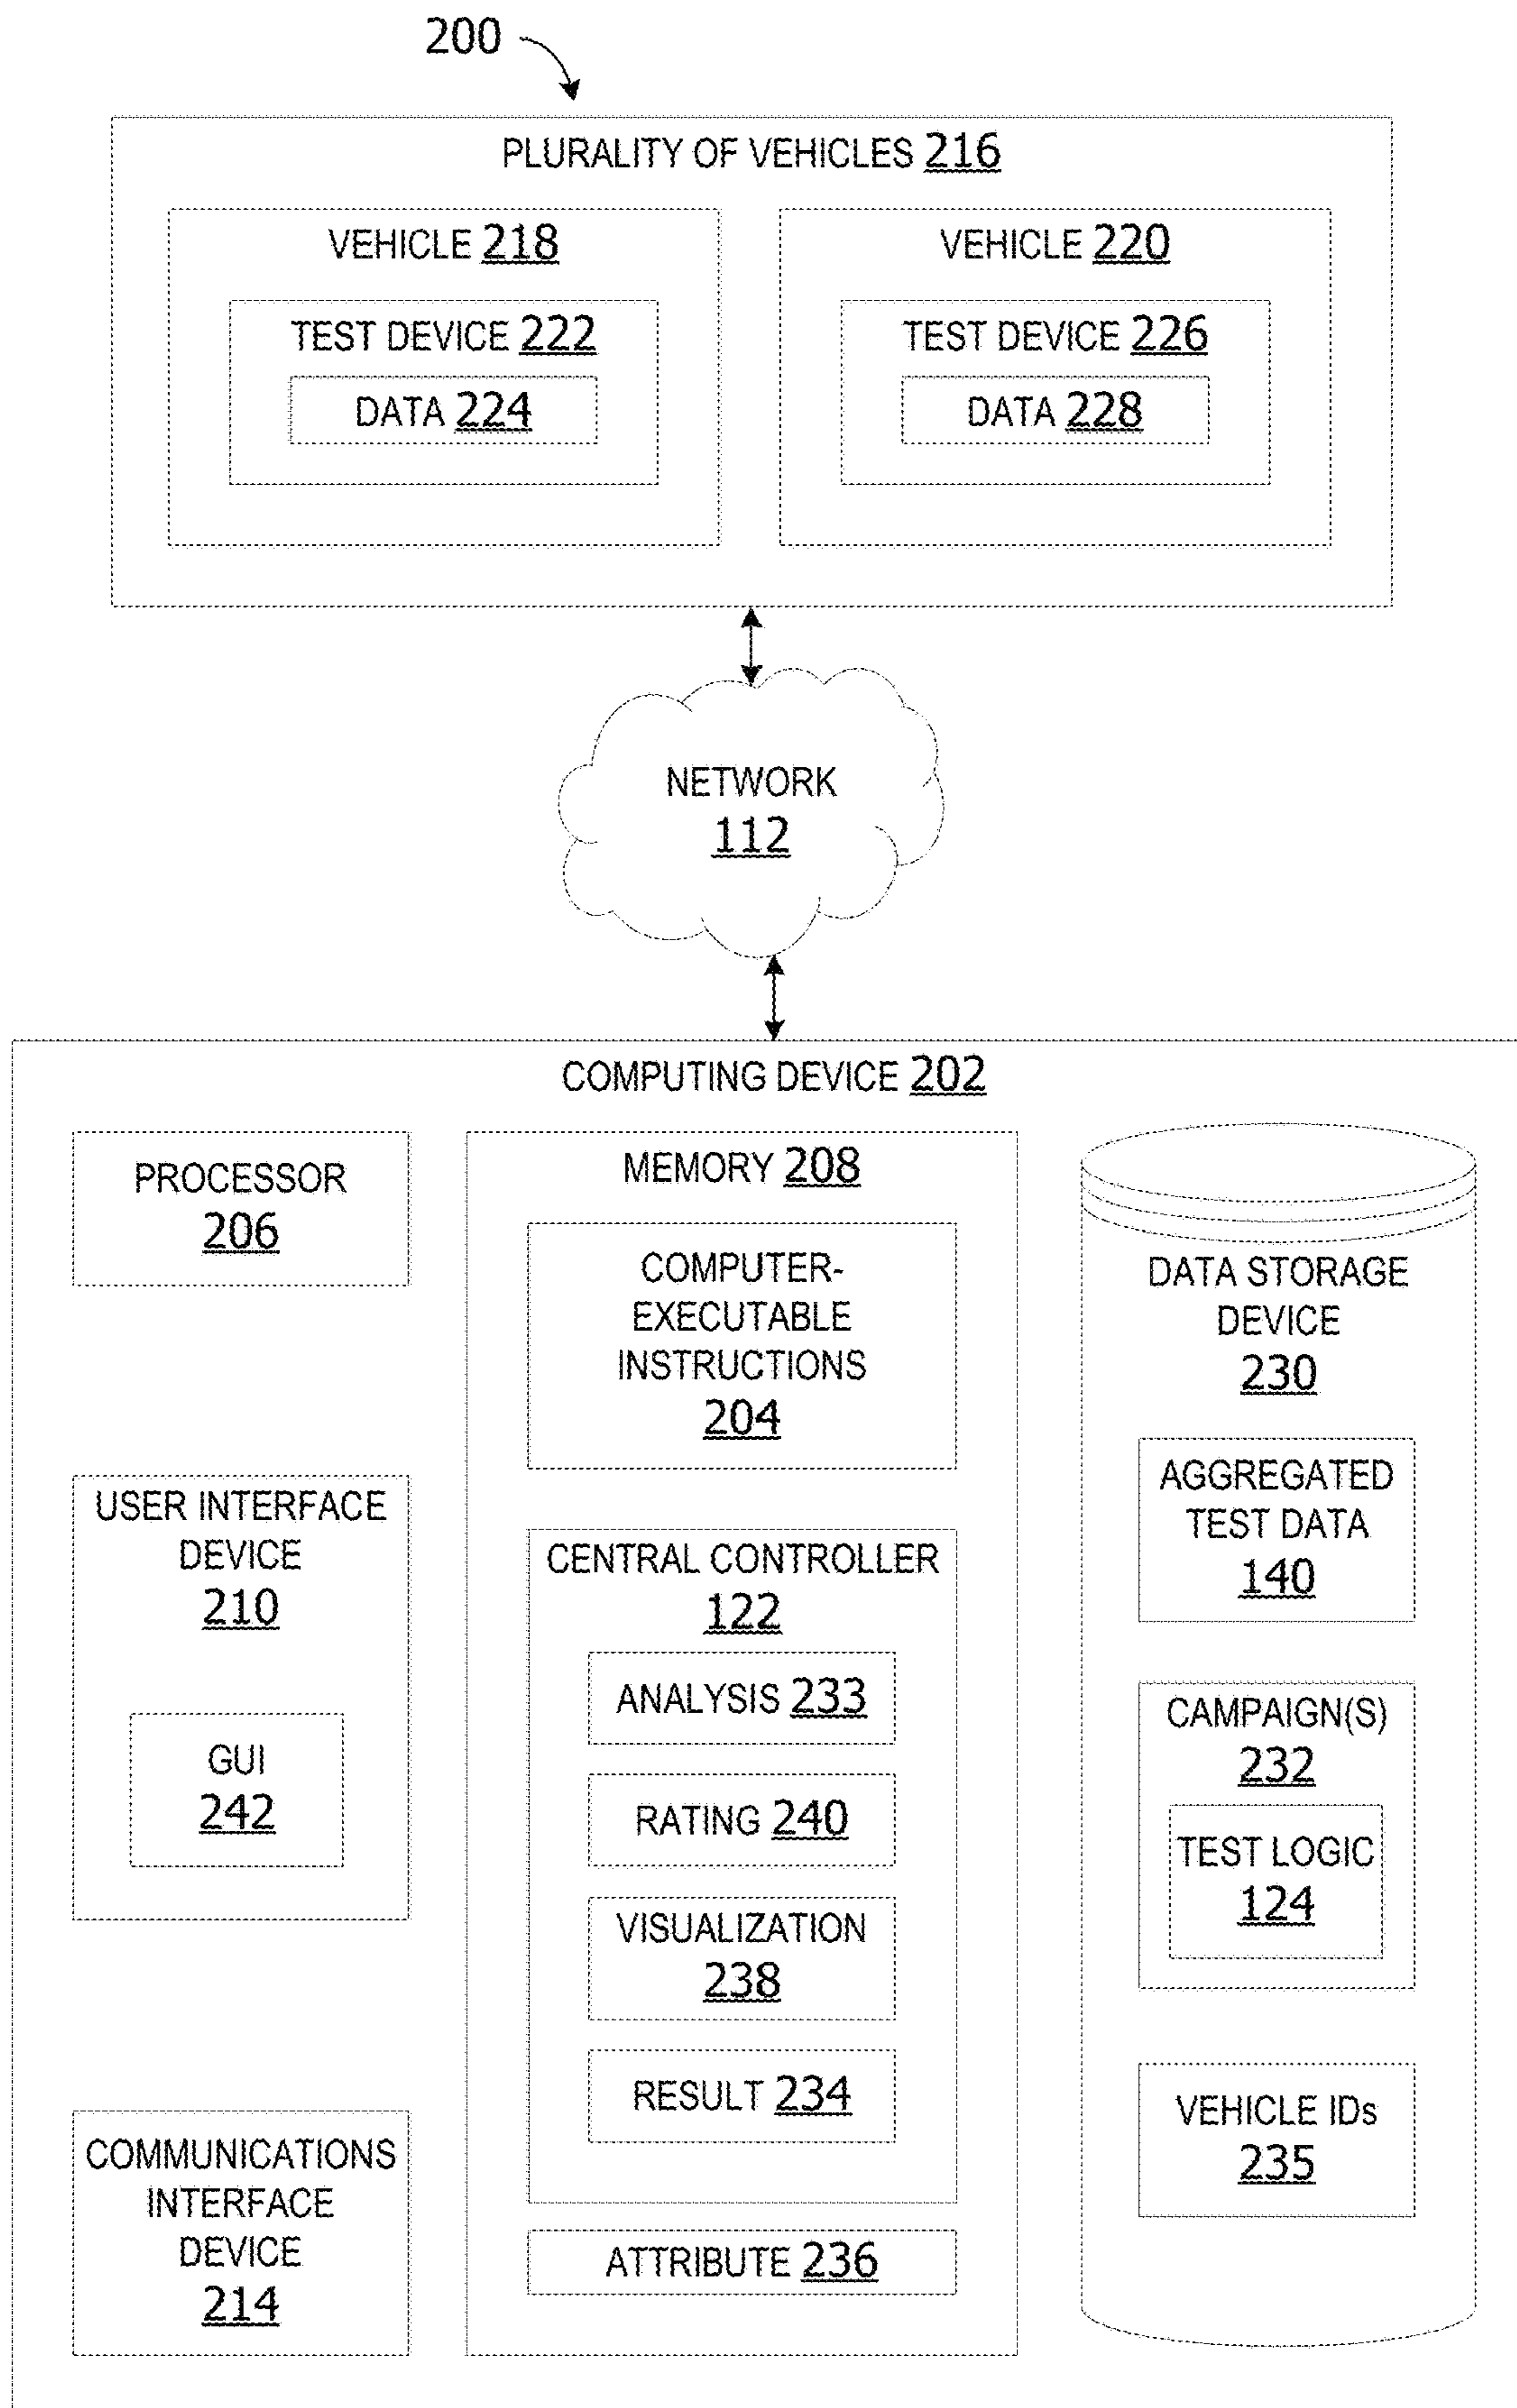 200
PLURALITY OF VEHICLES 216
VEHICLE 218
TEST DEVICE 222
DATA 224
VEHICLE 220
TEST DEVICE 226
DATA 228
NETWORK
112
COMPUTING DEVICE 202
PROCESSOR
206
USER INTERFACE
DEVICE
210
GUI
242
COMMUNICATIONS
INTERFACE
DEVICE
214
MEMORY 208
COMPUTER-
EXECUTABLE
INSTRUCTIONS
204
CENTRAL CONTROLLER
122
ANALYSIS 233
RATING 240
VISUALIZATION
238
RESULT 234
ATTRIBUTE 236
DATA STORAGE
DEVICE
230
AGGREGATED
TEST DATA
140
CAMPAIGN(S)
232
TEST LOGIC
124
VEHICLE IDs
235